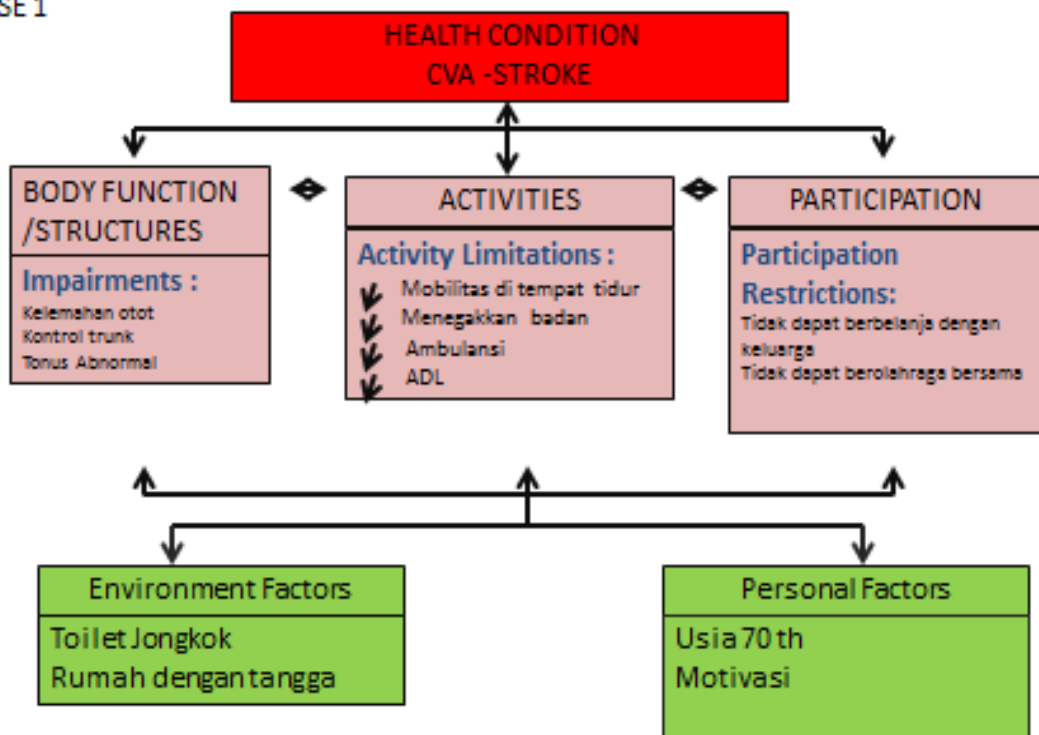 SE 1
HEALTH CONDITION
CVA -STROKE
BODY FUNCTION
/STRUCTURES
Impairments :
Kelemahan otot
Kontrol trunk
Tonus Abnormal
ACTIVITIES
Activity Limitations :
Mobilitas di tempat tidur
Menegakkan badan
Ambulansi
ADL
PARTICIPATION
Participation
Restrictions:
Tidak dapat berbelanja dengan
keluarga
Tidak dapat berolahraga bersama
Environment Factors
Toilet Jongkok
Rumah dengan tangga
Personal Factors
Usia 70 th
Motivasi